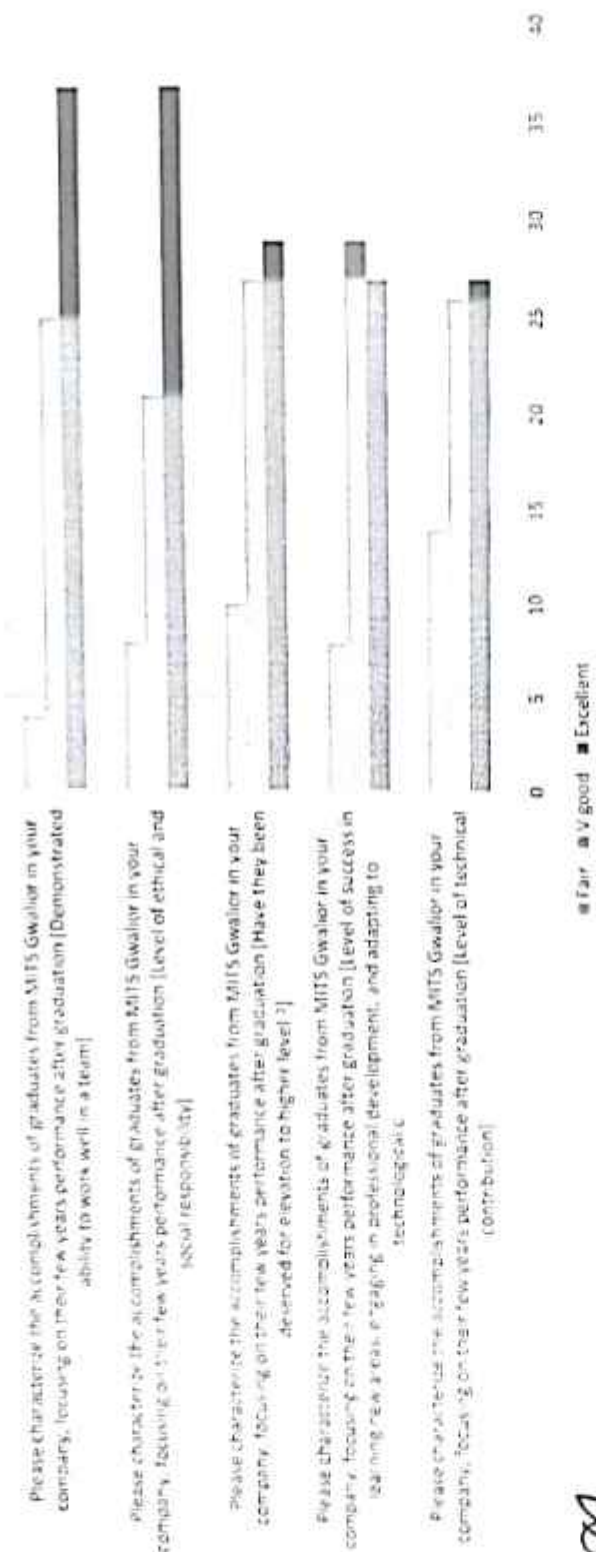 Please characterize the accomplishments of graduates from MITS Gwalior in your
company, focusing on their few years performance after graduation [Demonstrated
ability to work well in a team]
Please characterize the accomplishments of graduates from MITS Gwalior in your
company, focusing on their few years performance after graduation [Level of ethical and
social responsibility]
Please characterize the accomplishments of graduates from MITS Gwalior in your
company, focusing on their few years performance after graduation [Have they been
deserved for elevation to higher level ?]
Please characterize the accomplishments of graduates from MITS Gwalior in your
company, focusing on their few years performance after graduation [Level of success in
learning new areas, engaging in professional development, and adapting to
technological c
Please characterize the accomplishments of graduates from MITS Gwalior in your
company, focusing on their few years performance after graduation [Level of technical
contribution]
0 5 10 15 20 25 30 35 40
Fair V good Excellent